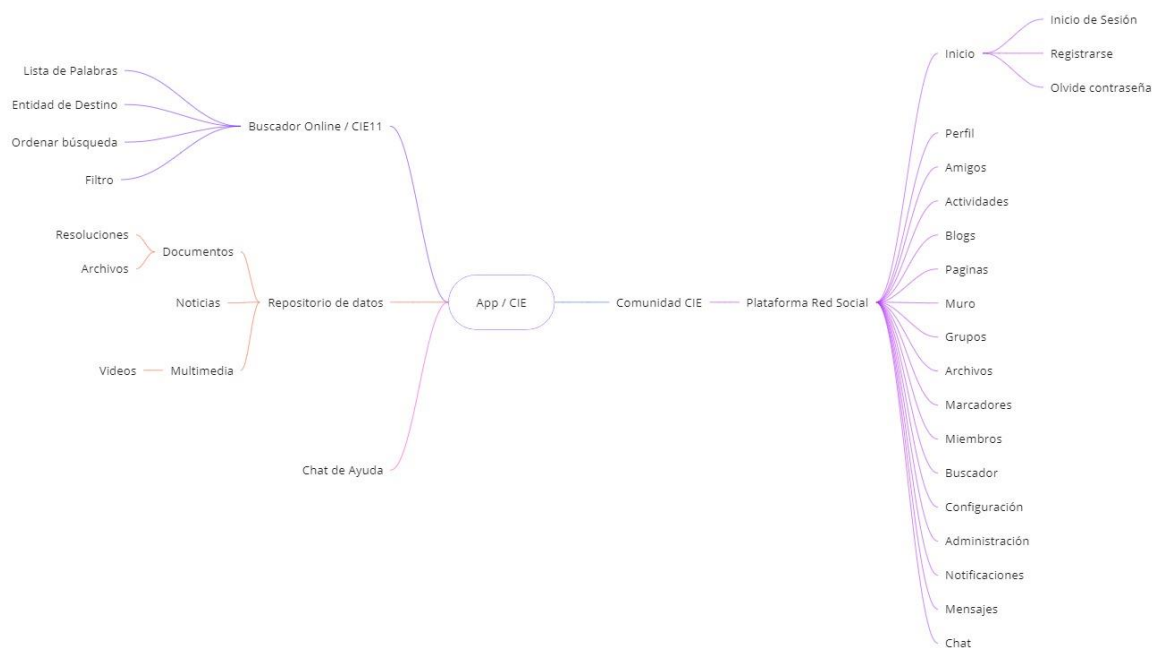 Lista de Palabras
Entidad de Destino
Ordenar búsqueda
Filtro
Buscador Online / CIE11
Resoluciones
Archivos
Documentos
Noticias
Videos
Multimedia
Repositorio de datos
Chat de Ayuda
App / CIE
Comunidad CIE
Plataforma Red Social
Inicio
Inicio de Sesión
Registrarse
Olvide contraseña
Perfil
Amigos
Actividades
Blogs
Paginas
Muro
Grupos
Archivos
Marcadores
Miembros
Buscador
Configuración
Administración
Notificaciones
Mensajes
Chat